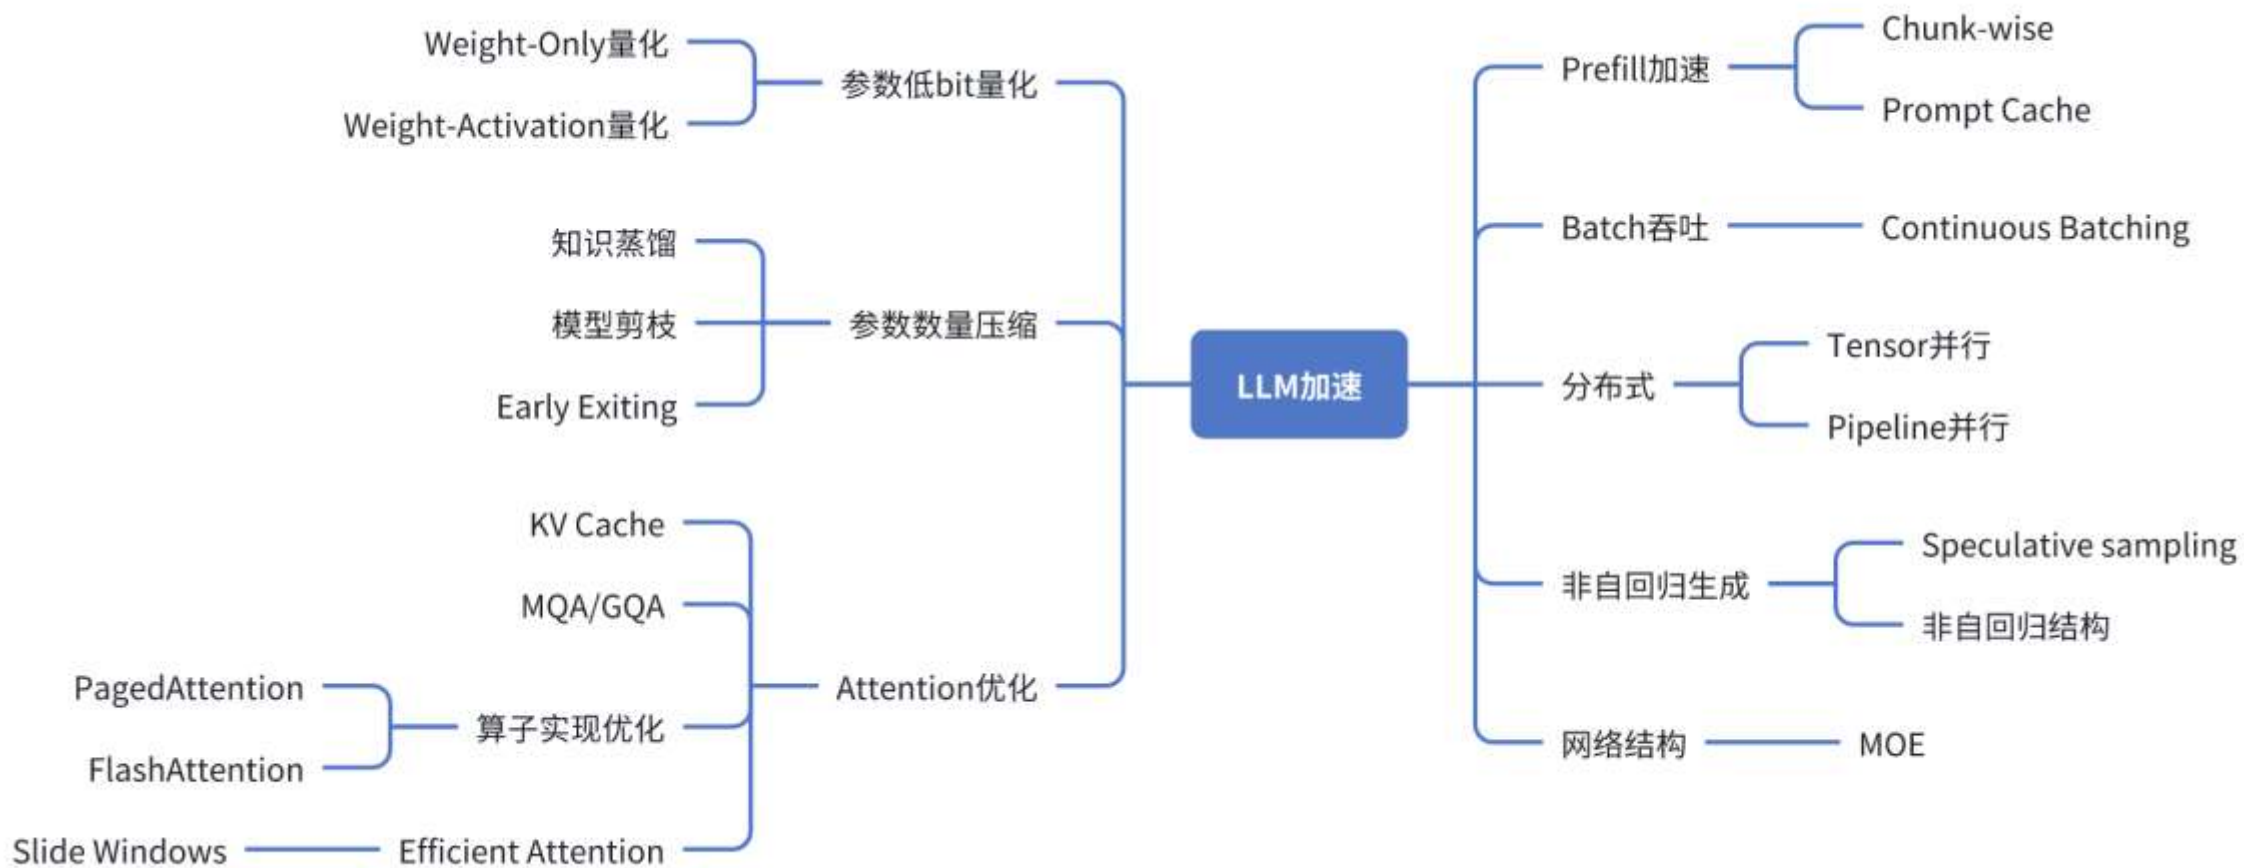 LLM加速
参数低bit量化
Weight-Only量化
Weight-Activation量化
参数数量压缩
知识蒸馏
模型剪枝
Early Exiting
Attention优化
KV Cache
MQA/GQA
算子实现优化
PagedAttention
FlashAttention
Efficient Attention
Slide Windows
Prefill加速
Chunk-wise
Prompt Cache
Batch吞吐
Continuous Batching
分布式
Tensor并行
Pipeline并行
非自回归生成
Speculative sampling
非自回归结构
网络结构
MOE